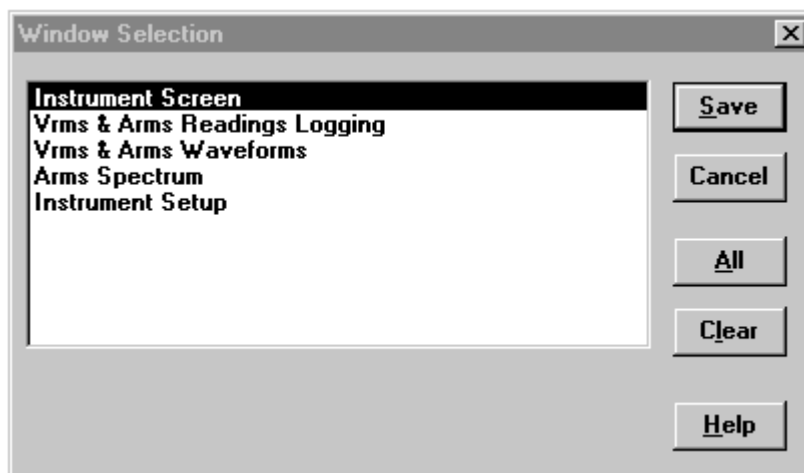 Window Selection
Instrument Screen
Vrms & Arms Readings Logging
Vrms & Arms Waveforms
Arms Spectrum
Instrument Setup
Save
Cancel
All
Clear
Help